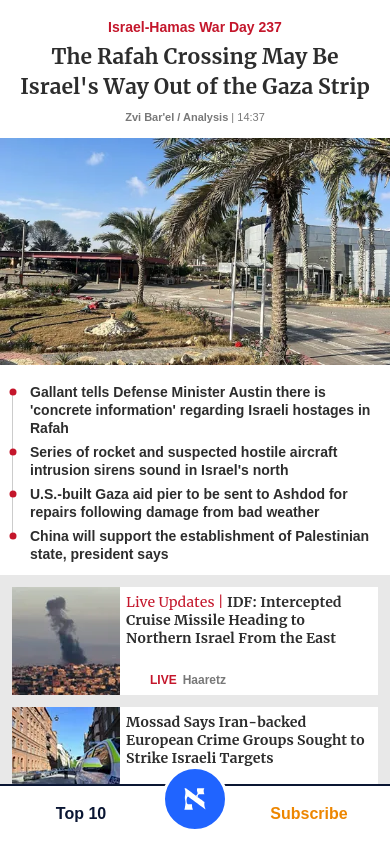 Israel-Hamas War Day 237
The Rafah Crossing May Be
Israel's Way Out of the Gaza Strip
Zvi Bar'el / Analysis | 14:37
Gallant tells Defense Minister Austin there is
'concrete information' regarding Israeli hostages in
Rafah
Series of rocket and suspected hostile aircraft
intrusion sirens sound in Israel's north
U.S.-built Gaza aid pier to be sent to Ashdod for
repairs following damage from bad weather
China will support the establishment of Palestinian
state, president says
Live Updates | IDF: Intercepted
Cruise Missile Heading to
Northern Israel From the East
LIVE Haaretz
Mossad Says Iran-backed
European Crime Groups Sought to
Strike Israeli Targets
Top 10
Subscribe